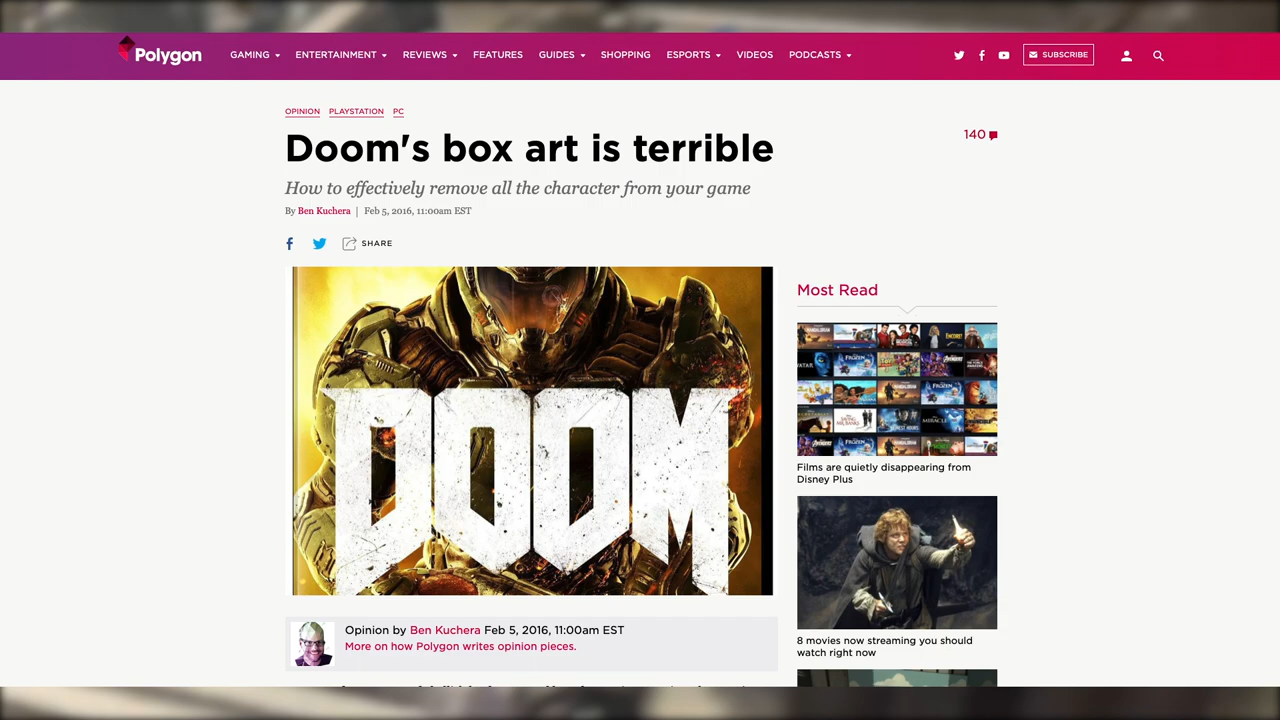 Polygon
GAMING ENTERTAINMENT REVIEWS FEATURES GUIDES SHOPPING ESPORTS VIDEOS PODCASTS
SUBSCRIBE
OPINION PLAYSTATION PC
Doom's box art is terrible
140
How to effectively remove all the character from your game
By Ben Kuchera | Feb 5, 2016, 11:00am EST
SHARE
DOOM
Opinion by Ben Kuchera Feb 5, 2016, 11:00am EST
More on how Polygon writes opinion pieces.
Most Read
Films are quietly disappearing from
Disney Plus
8 movies now streaming you should
watch right now